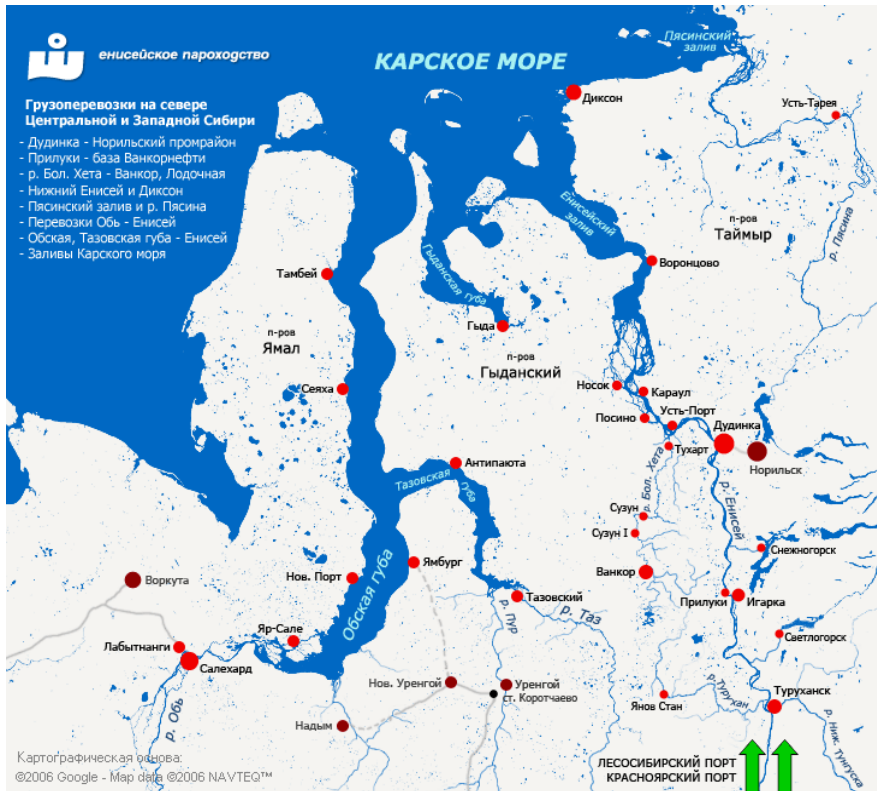 енисейское пароходство
КАРСКОЕ МОРЕ
Пясинский
залив
Грузоперевозки на севере
Центральной и Западной Сибири
- Дудинка - Норильский промрайон
- Прилуки - база Ванкорнефти
- р. Бол. Хета - Ванкор, Лодочная
- Нижний Енисей и Диксон
- Пясинский залив и р. Пясина
- Перевозки Обь - Енисей
- Обская, Тазовская губа - Енисей
- Заливы Карского моря
Диксон
Усть-Тарея
Енисейский
залив
п-ров
Таймыр
р. Пясина
Воронцово
Тамбей
Гыданская губа
Гыда
п-ров
Ямал
п-ров
Гыданский
Сеяха
Носок
Караул
Посино
Усть-Порт
Дудинка
Тухарт
Норильск
Антипаюта
Тазовская
губа
р. Бол. Хета
р. Енисей
Сузун
Сузун I
Снежногорск
Ванкор
Ямбург
Обская губа
Нов. Порт
Воркута
Тазовский
р. Пур
р. Таз
Прилуки
Игарка
Светлогорск
Яр-Сале
Лабытнанги
Салехард
р. Обь
Нов. Уренгой
Уренгой
ст. Коротчаево
Надым
Янов Стан
р. Турухан
Туруханск
р. Ниж. Тунгуска
ЛЕСОСИБИРСКИЙ ПОРТ
КРАСНОЯРСКИЙ ПОРТ
Картографическая основа:
©2006 Google - Map data ©2006 NAVTEQ™